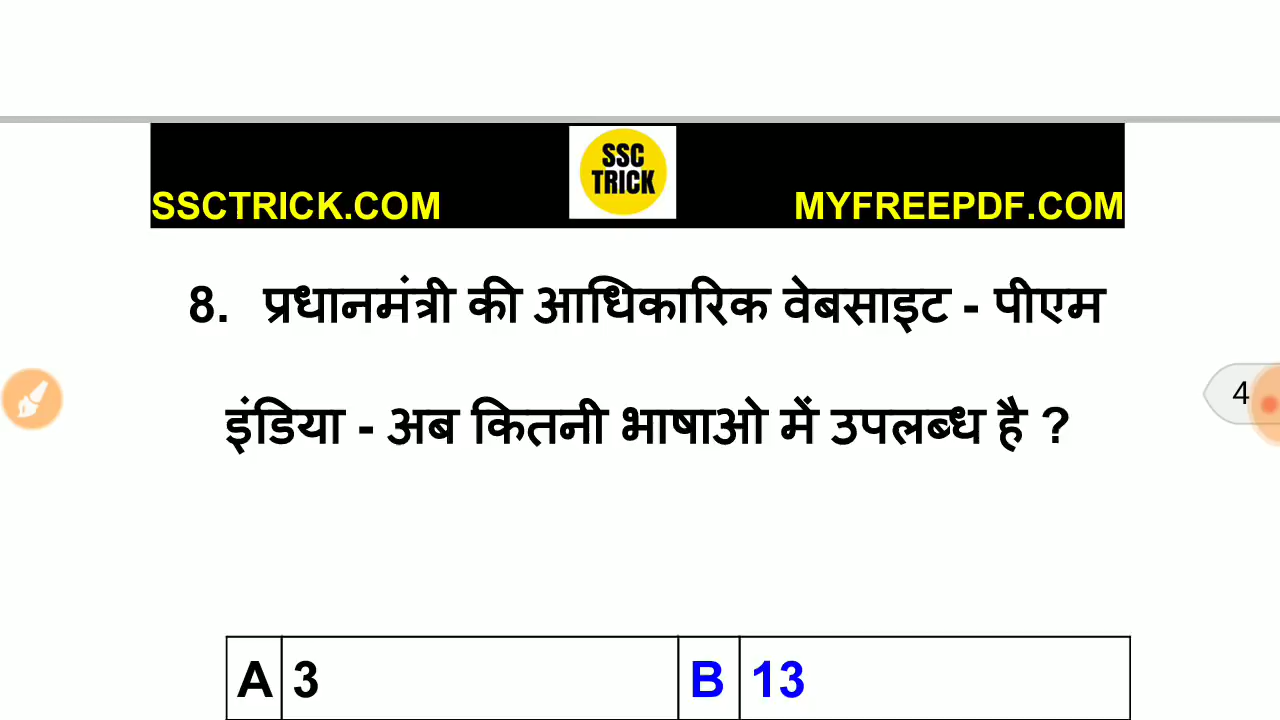 SSC
TRICK
SSCTRICK.COM MYFREEPDF.COM
8. प्रधानमंत्री की आधिकारिक वेबसाइट - पीएम
इंडिया - अब कितनी भाषाओ में उपलब्ध है ?
4
A 3 B 13